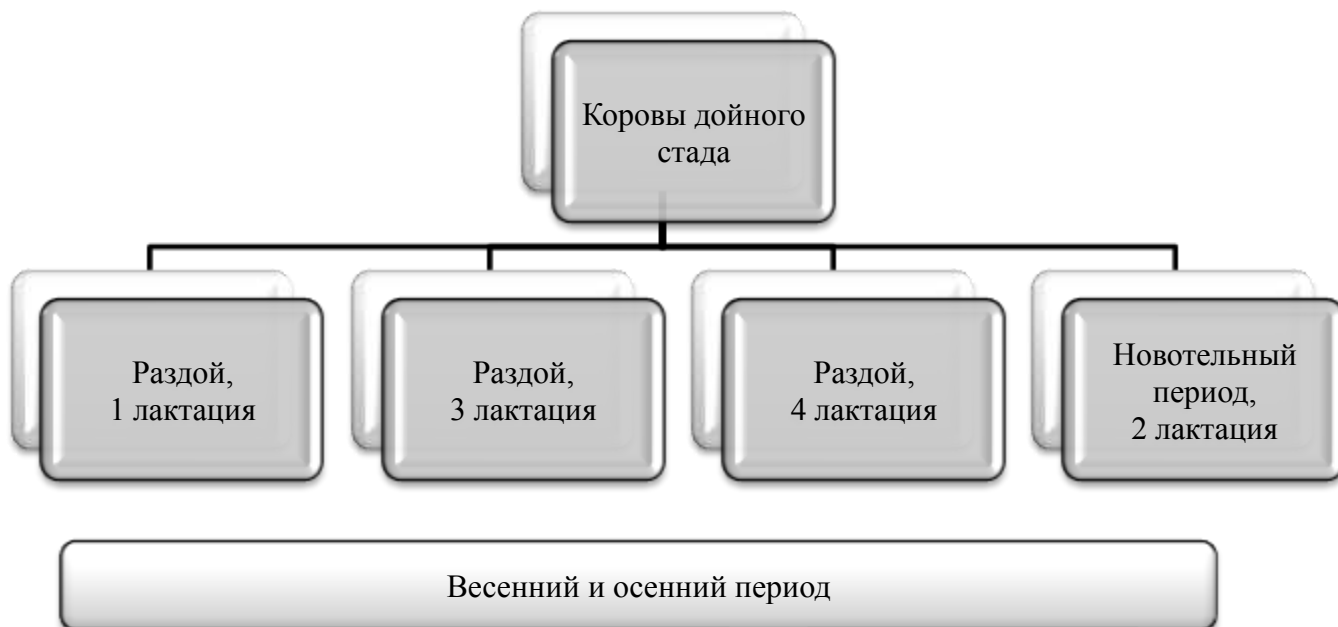 Коровы дойного
стада
Раздой,
1 лактация
Раздой,
3 лактация
Раздой,
4 лактация
Новотельный
период,
2 лактация
Весенний и осенний период